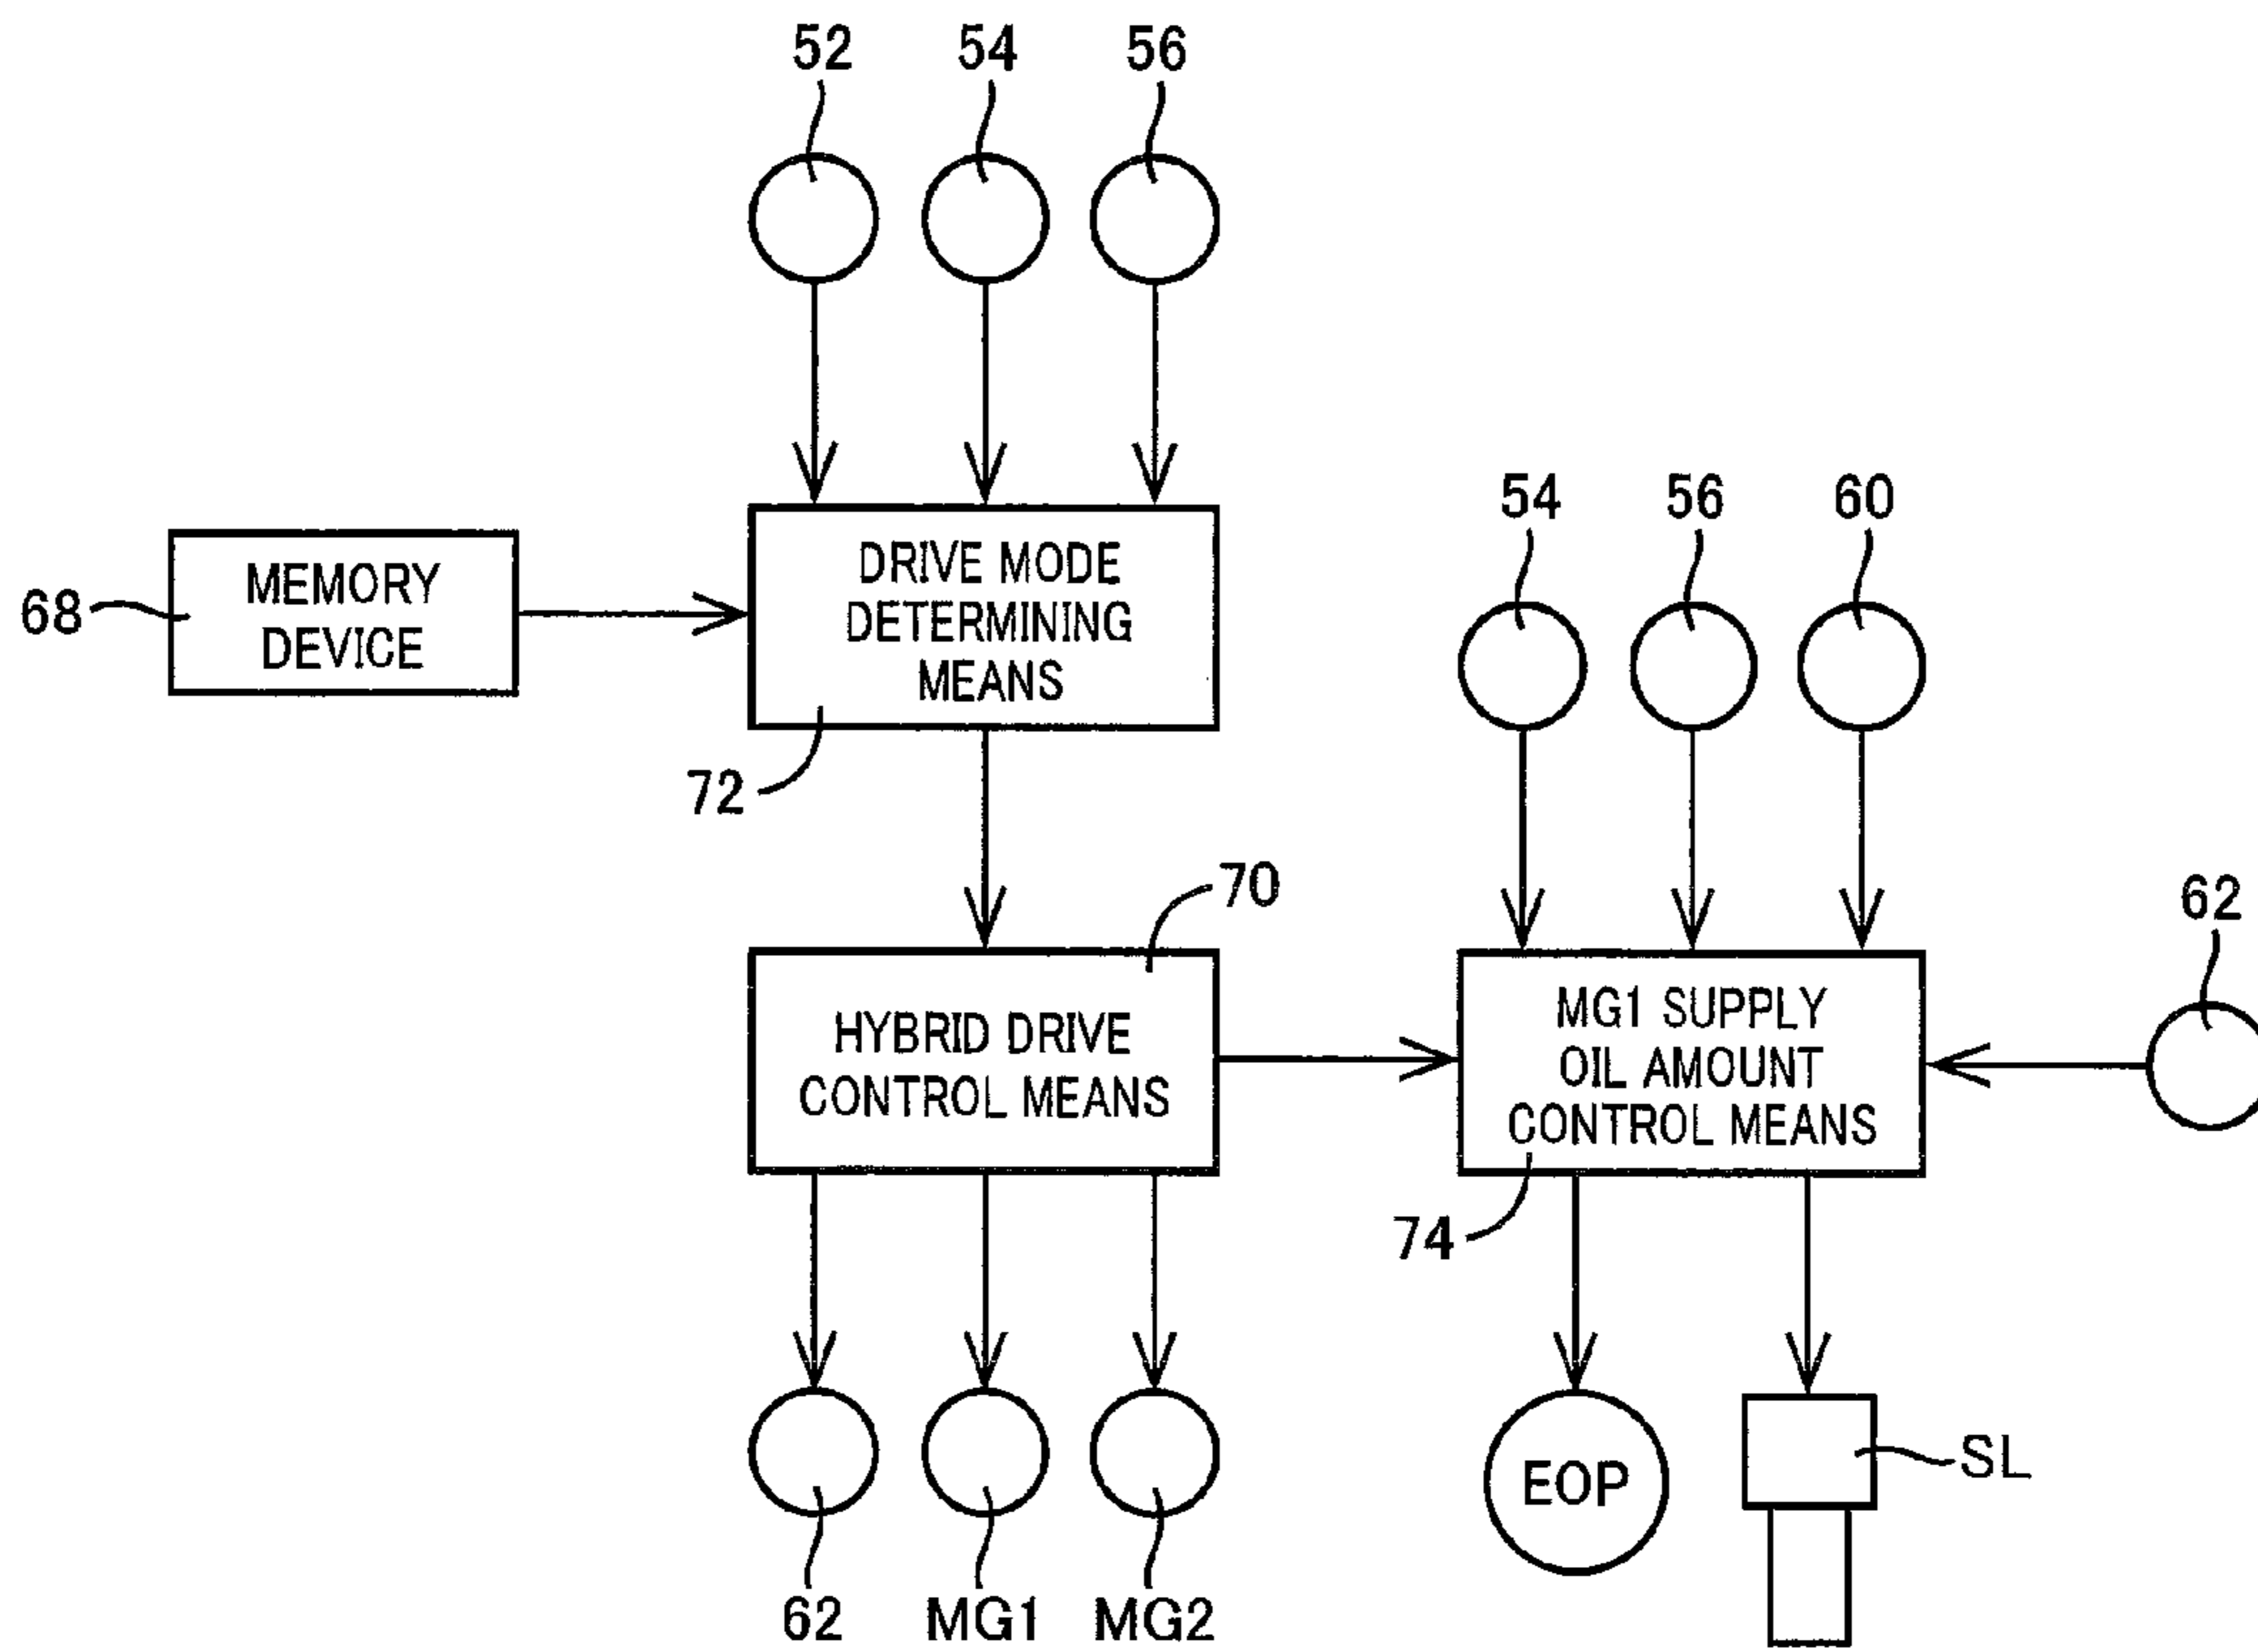 52 54 56
54 56 60
68
MEMORY
DEVICE
DRIVE MODE
DETERMINING
MEANS
72
70
62
HYBRID DRIVE
CONTROL MEANS
MG1 SUPPLY
OIL AMOUNT
CONTROL MEANS
74
EOP
SL
62 MG1 MG2